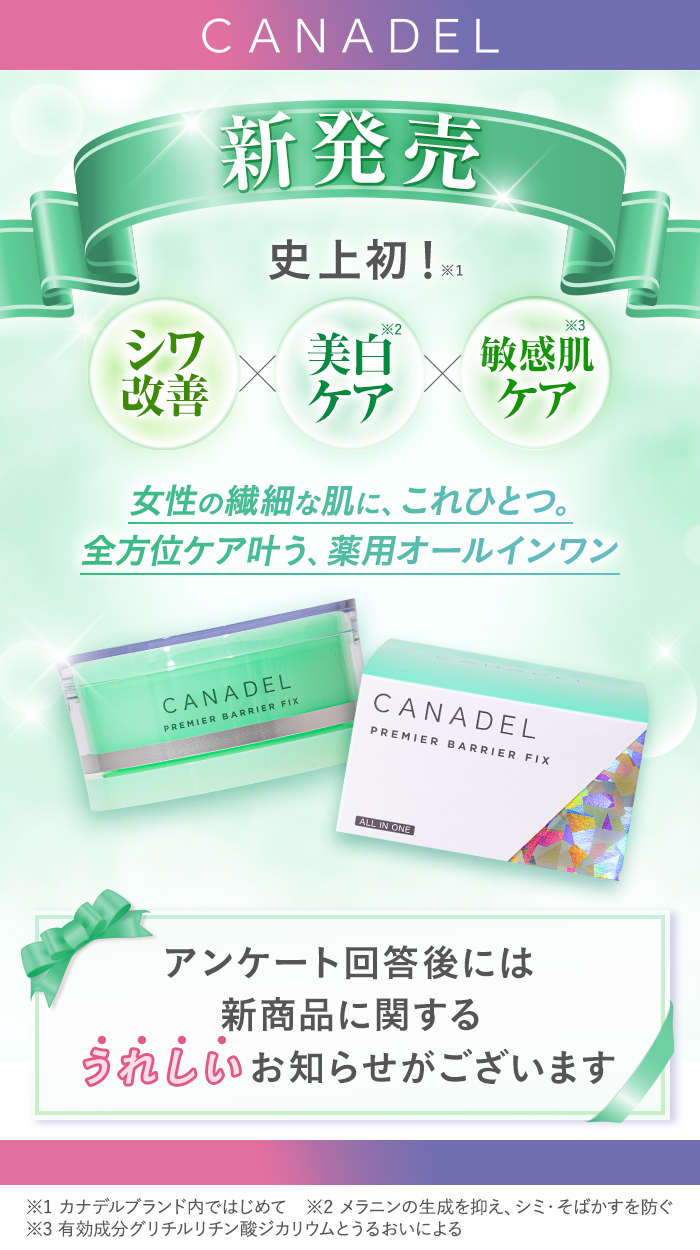 CANADEL
新発売
史上初！※1
シワ
改善
×
美白※2
ケア
×
敏感肌※3
ケア
女性の繊細な肌に、これひとつ。
全方位ケア叶う、薬用オールインワン
CANADEL
PREMIER BARRIER FIX
CANADEL
PREMIER BARRIER FIX
ALL IN ONE
アンケート回答後には
新商品に関する
うれしいお知らせがございます
※1 カナデルブランド内ではじめて　※2 メラニンの生成を抑え、シミ・そばかすを防ぐ
※3 有効成分グリチルリチン酸ジカリウムとうるおいによる